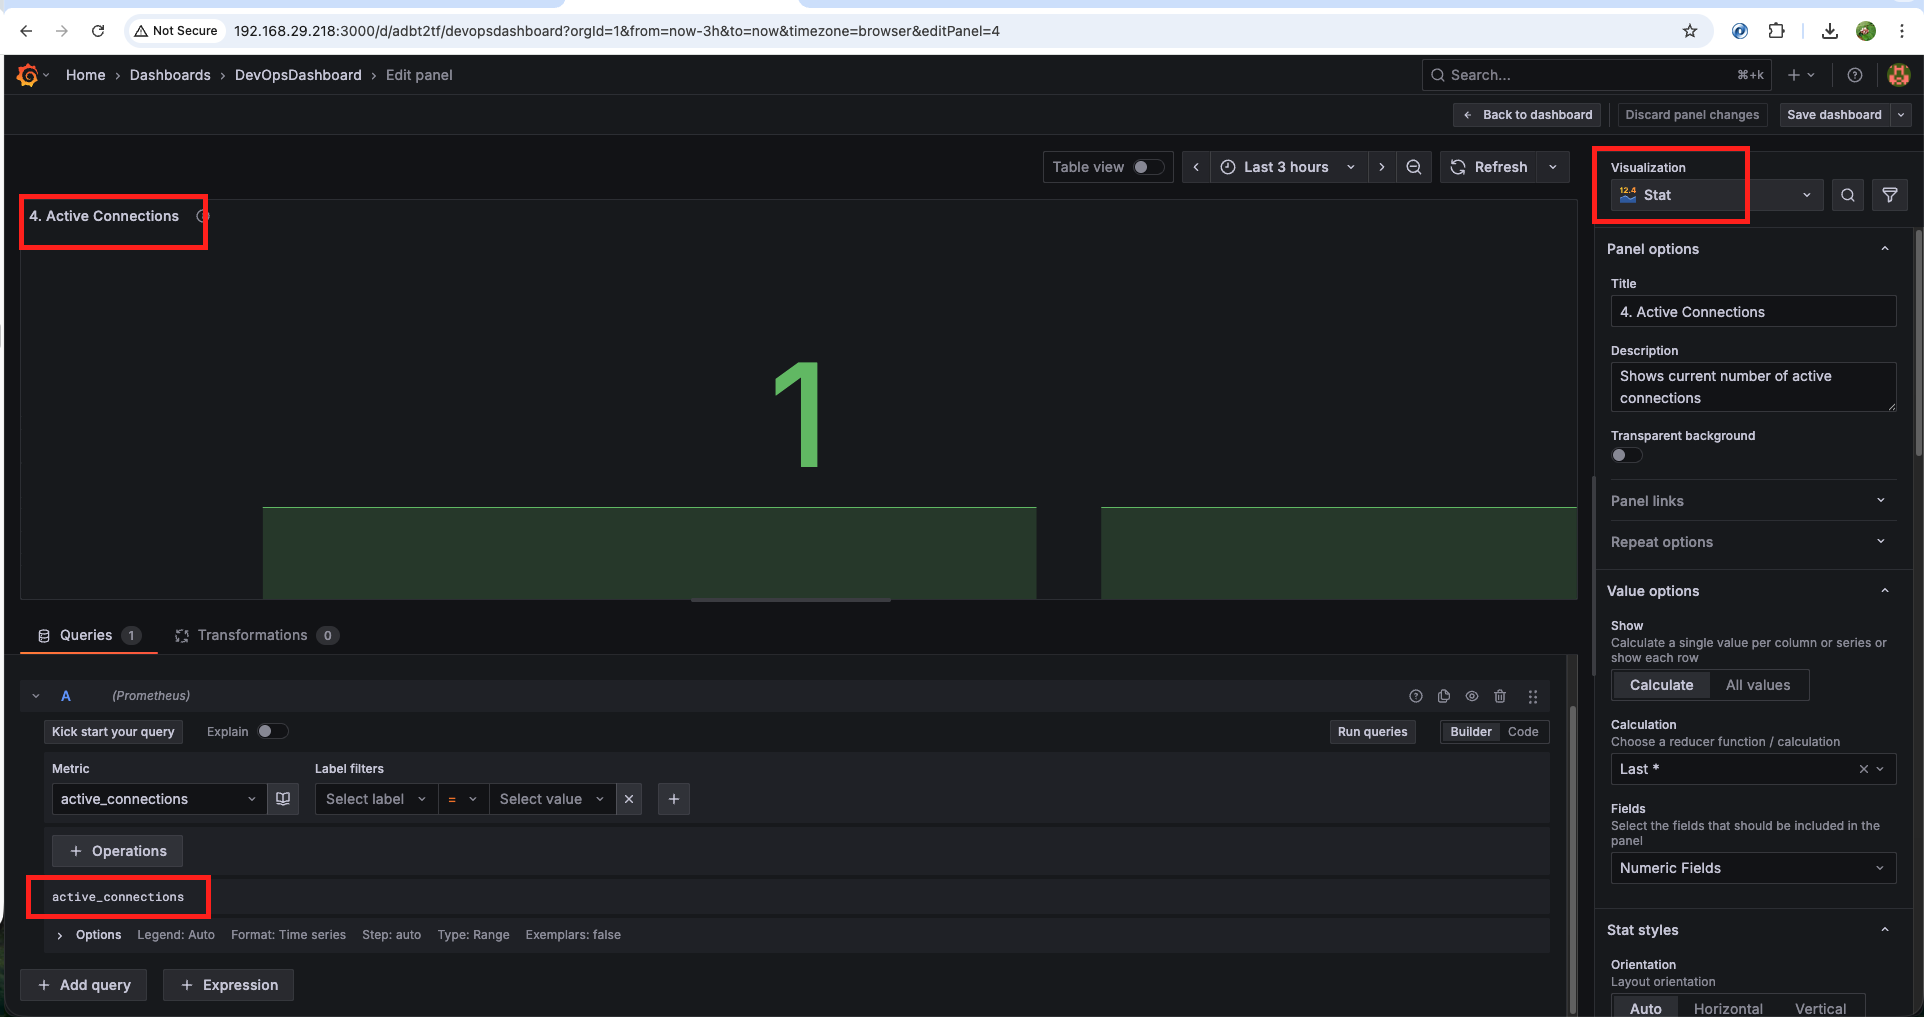 Not Secure 192.168.29.218:3000/d/adbt2tf/devopsdashboard?orgId=1&from=now-3h&to=now&timezone=browser&editPanel=4
Home › Dashboards › DevOpsDashboard › Edit panel
Search... ⌘+k
Back to dashboard
Discard panel changes
Save dashboard
Table view
Last 3 hours
Refresh
4. Active Connections
1
Visualization
12.4 Stat
Panel options
Title
4. Active Connections
Description
Shows current number of active
connections
Transparent background
Panel links
Repeat options
Value options
Show
Calculate a single value per column or series or
show each row
Calculate All values
Calculation
Choose a reducer function / calculation
Last *
Fields
Select the fields that should be included in the
panel
Numeric Fields
Stat styles
Orientation
Layout orientation
Auto Horizontal Vertical
Queries 1 Transformations 0
A (Prometheus)
Kick start your query Explain Run queries Builder Code
Metric Label filters
active_connections Select label = Select value
+ Operations
active_connections
Options Legend: Auto Format: Time series Step: auto Type: Range Exemplars: false
+ Add query + Expression